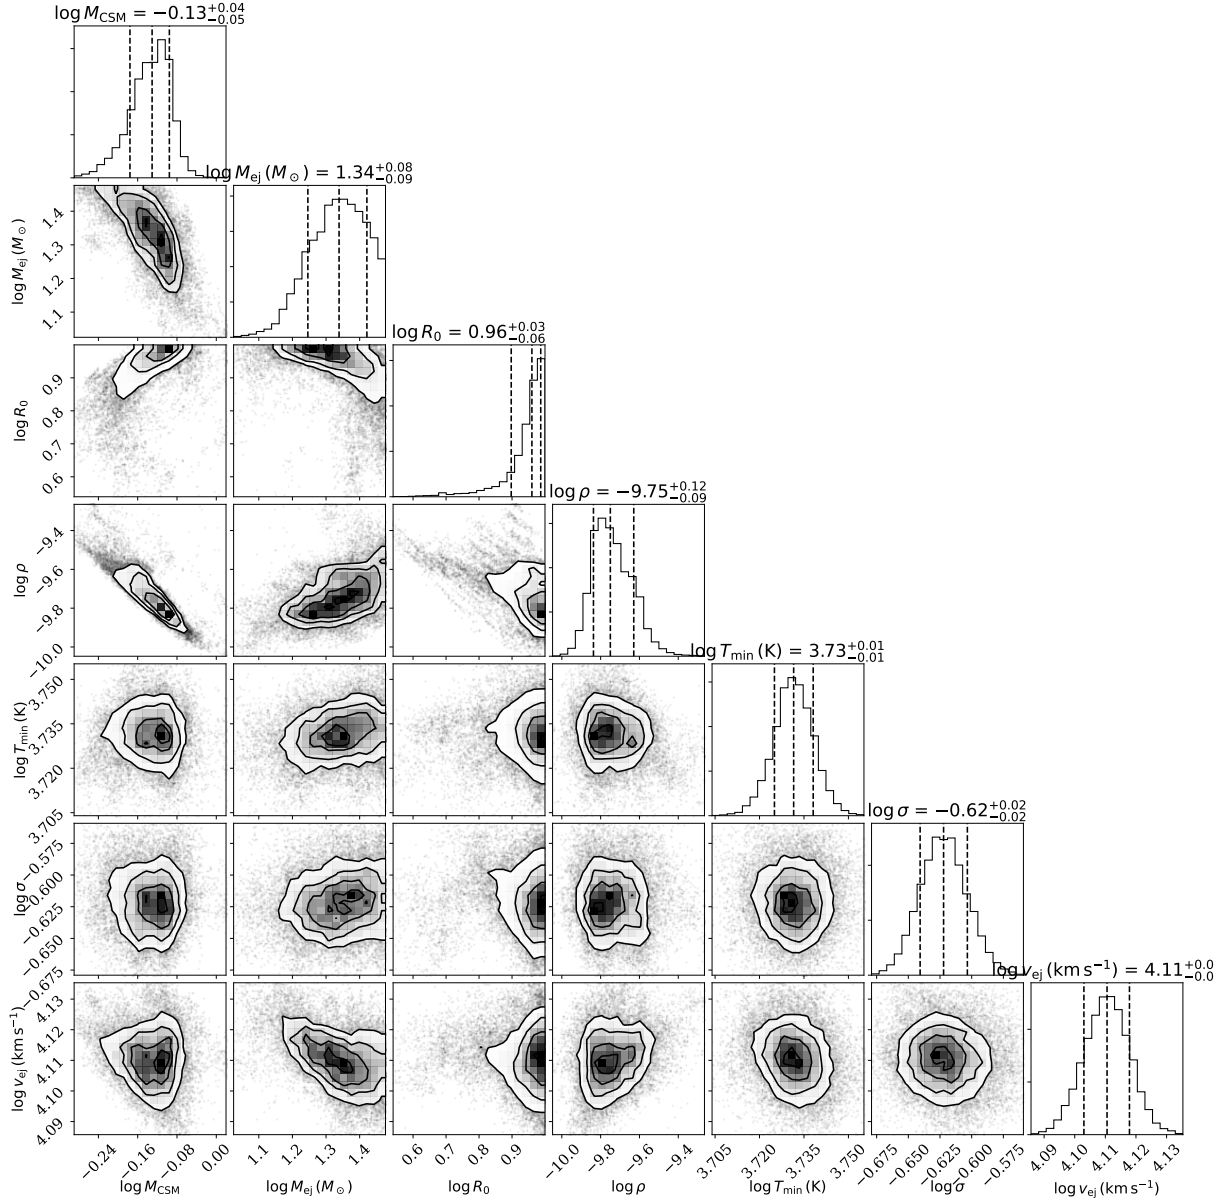 log M_CSM = −0.13^{+0.04}_{−0.05}
log M_ej (M_⊙) = 1.34^{+0.08}_{−0.09}
log M_ej (M_⊙)
1.4
1.3
1.2
1.1
log R_0 = 0.96^{+0.03}_{−0.06}
log R_0
0.9
0.8
0.7
0.6
log ρ = −9.75^{+0.12}_{−0.09}
log ρ
−9.4
−9.6
−9.8
−10.0
log T_min (K) = 3.73^{+0.01}_{−0.01}
log T_min (K)
3.750
3.735
3.720
3.705
log σ = −0.62^{+0.02}_{−0.02}
log σ
−0.575
−0.600
−0.625
−0.650
−0.675
log v_ej (km s^{−1}) = 4.11^{+0.0}_{−0.0}
log v_ej (km s^{−1})
4.13
4.12
4.11
4.10
4.09
−0.24 −0.16 −0.08 0.00
1.1 1.2 1.3 1.4
0.6 0.7 0.8 0.9
−10.0 −9.8 −9.6 −9.4
3.705 3.720 3.735 3.750
−0.675 −0.650 −0.625 −0.600 −0.575
4.09 4.10 4.11 4.12 4.13
log M_CSM
log M_ej (M_⊙)
log R_0
log ρ
log T_min (K)
log σ
log v_ej (km s^{−1})